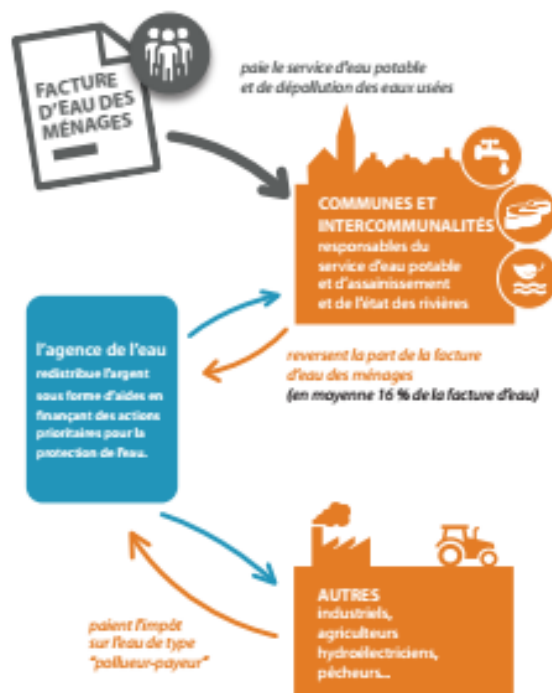 FACTURE
D'EAU DES
MÉNAGES
paie le service d'eau potable
et de dépollution des eaux usées
COMMUNES ET
INTERCOMMUNALITÉS
responsables du
service d'eau potable
et d'assainissement
et de l'état des rivières
l'agence de l'eau
redistribue l'argent
sous forme d'aides en
finançant des actions
prioritaires pour la
protection de l'eau.
reversent la part de la facture
d'eau des ménages
(en moyenne 16 % de la facture d'eau)
paient l'impôt
sur l'eau de type
"pollueur-payeur"
AUTRES
industriels,
agriculteurs
hydroélectriciens,
pêcheurs...